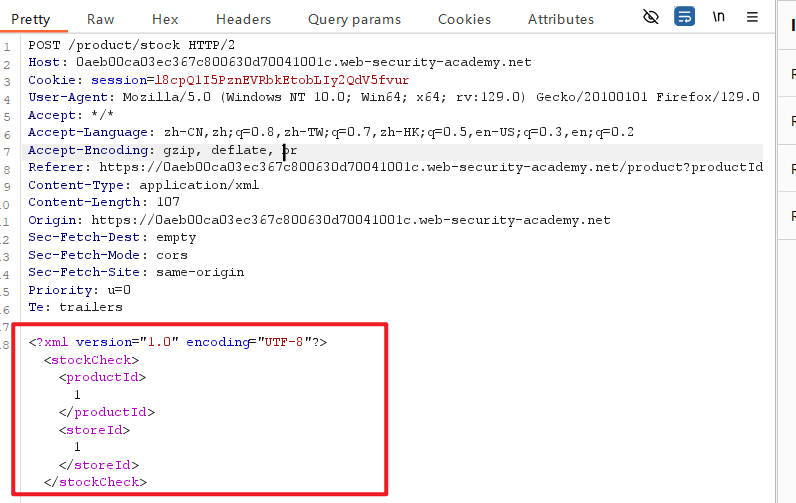 Pretty Raw Hex Hackers Query params Cookies Attributes \n
1 POST /product/stock HTTP/2
2 Host: 0aeb00ca03ec367c800630d70041001c.web-security-academy.net
3 Cookie: session=l8cpQ1I5PznEVRbkEtobLIy2QdV5fvur
4 User-Agent: Mozilla/5.0 (Windows NT 10.0; Win64; x64; rv:129.0) Gecko/20100101 Firefox/129.0
5 Accept: */*
6 Accept-Language: zh-CN,zh;q=0.8,zh-TW;q=0.7,zh-HK;q=0.5,en-US;q=0.3,en;q=0.2
7 Accept-Encoding: gzip, deflate, br
8 Referer: https://0aeb00ca03ec367c800630d70041001c.web-security-academy.net/product?productId
9 Content-Type: application/xml
10 Content-Length: 107
11 Origin: https://0aeb00ca03ec367c800630d70041001c.web-security-academy.net
12 Sec-Fetch-Dest: empty
13 Sec-Fetch-Mode: cors
14 Sec-Fetch-Site: same-origin
15 Priority: u=0
16 Te: trailers
17
18 <?xml version="1.0" encoding="UTF-8"?>
<stockCheck>
<productId>
1
</productId>
<storeId>
1
</storeId>
</stockCheck>